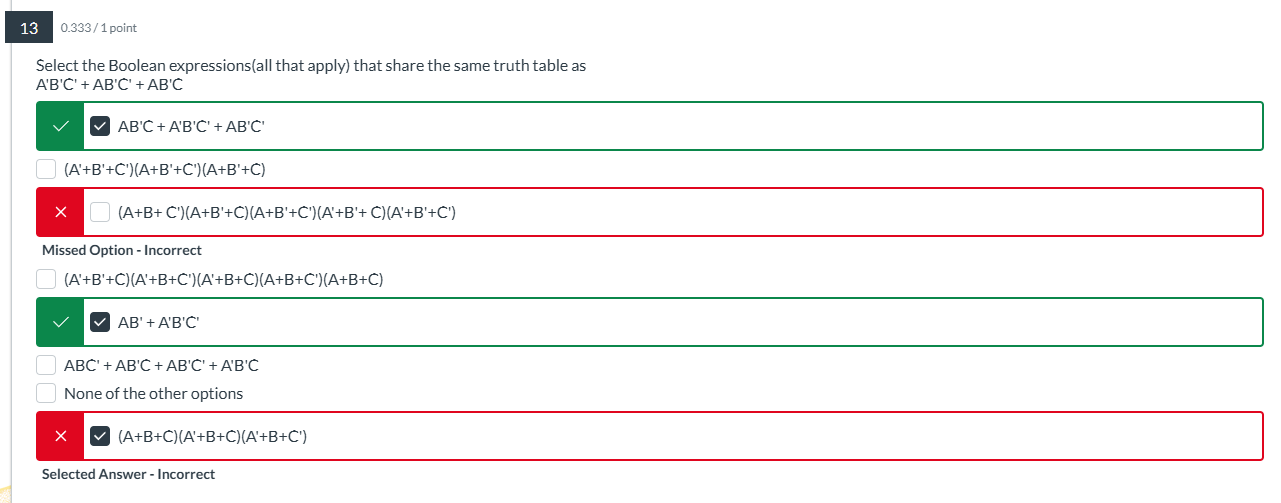 13 0.333 / 1 point
Select the Boolean expressions(all that apply) that share the same truth table as
A'B'C' + AB'C' + AB'C
AB'C + A'B'C' + AB'C'
(A'+B'+C')(A+B'+C')(A+B'+C)
(A+B+ C')(A+B'+C)(A+B'+C')(A'+B'+ C)(A'+B'+C')
Missed Option - Incorrect
(A'+B'+C)(A'+B+C')(A'+B+C)(A+B+C')(A+B+C)
AB' + A'B'C'
ABC' + AB'C + AB'C' + A'B'C
None of the other options
(A+B+C)(A'+B+C)(A'+B+C')
Selected Answer - Incorrect